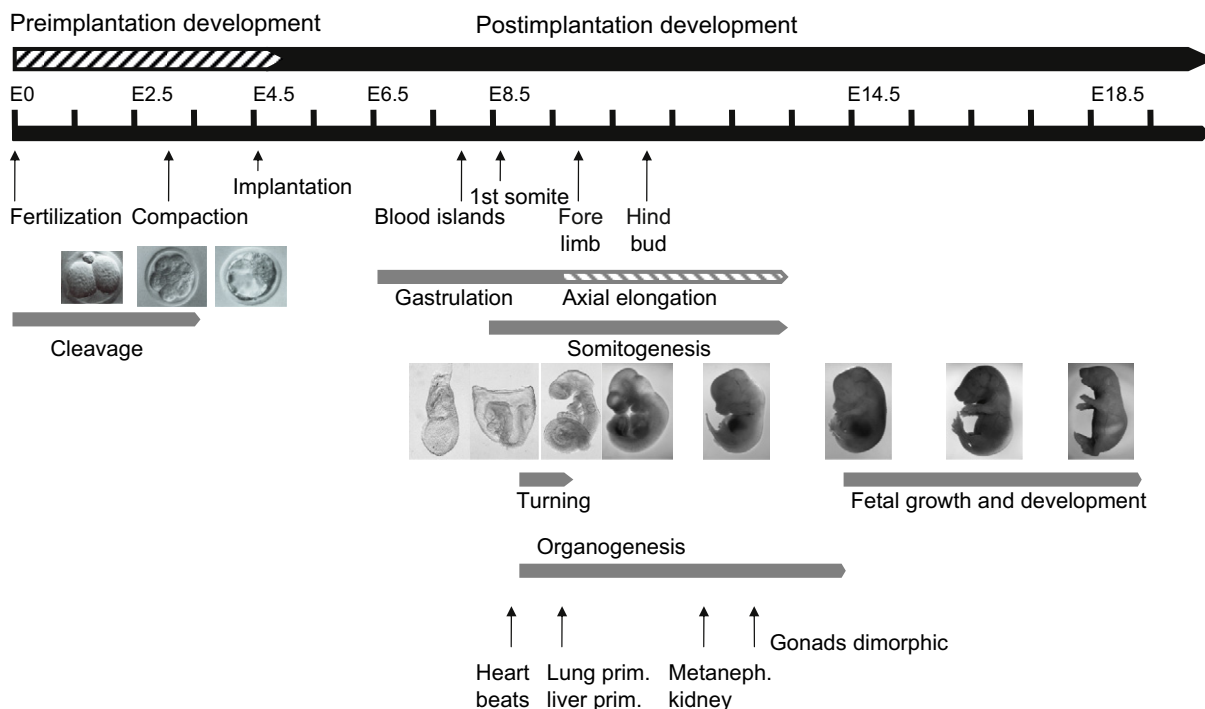 Preimplantation development
Postimplantation development
E0 E2.5 E4.5 E6.5 E8.5 E14.5 E18.5
Implantation
1st somite
Fertilization Compaction Blood islands Fore Hind
limb bud
Gastrulation Axial elongation
Cleavage Somitogenesis
Turning Fetal growth and development
Organogenesis
Gonads dimorphic
Heart Lung prim. Metaneph.
beats liver prim. kidney